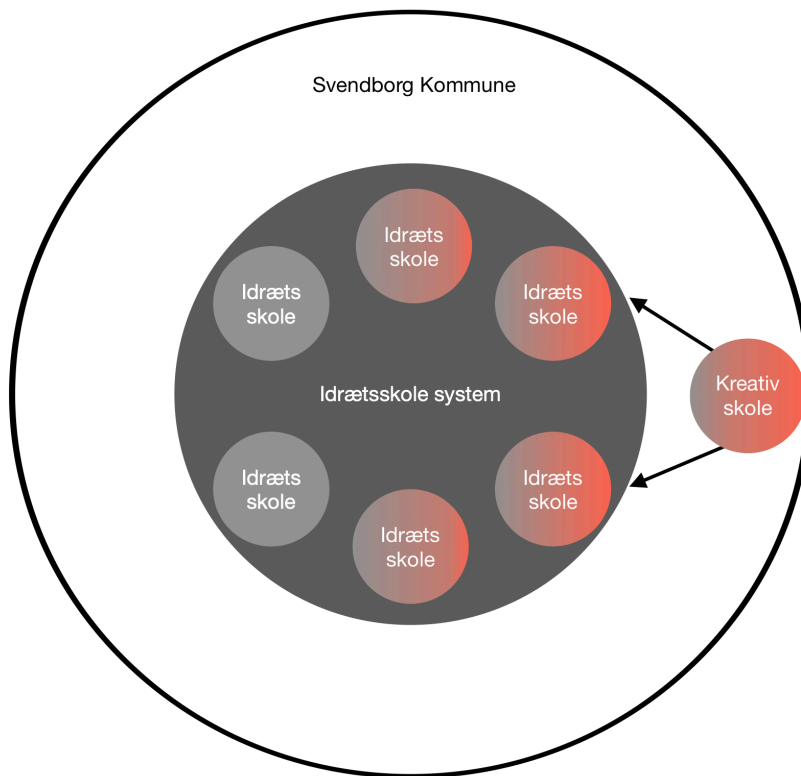 Svendborg Kommune
Idræts
skole
Idræts
skole
Idræts
skole
Idrætsskole system
Kreativ
skole
Idræts
skole
Idræts
skole
Idræts
skole